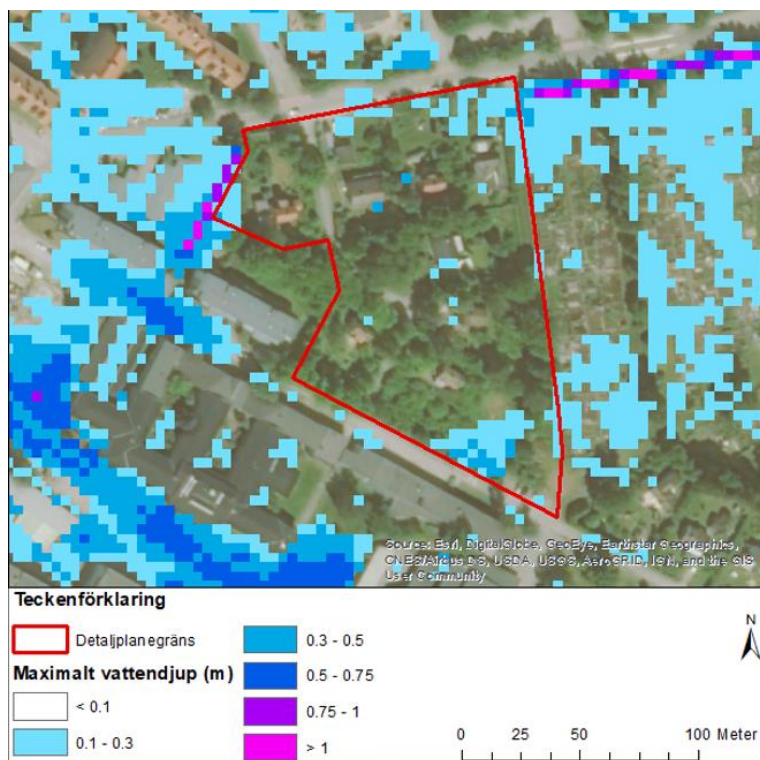 Source: Esri, DigitalGlobe, GeoEye, Earthstar Geographics,
CNES/Airbus DS, USDA, USGS, AeroGRID, IGN, and the GIS
User Community
Teckenförklaring
Detaljplanegräns
Maximalt vattendjup (m)
< 0.1
0.1 - 0.3
0.3 - 0.5
0.5 - 0.75
0.75 - 1
> 1
N
0 25 50 100 Meter